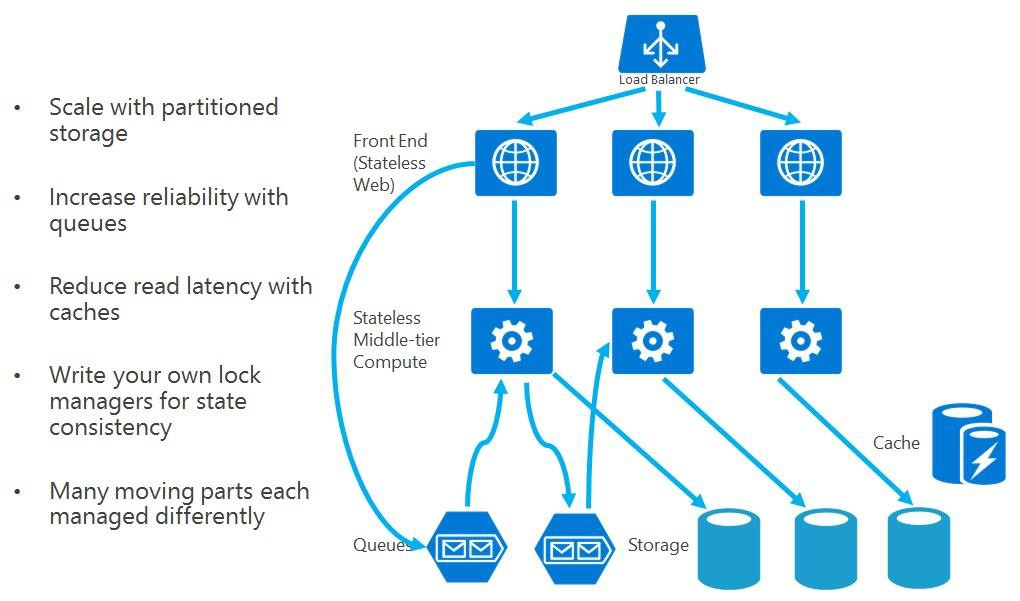 • Scale with partitioned
storage
• Increase reliability with
queues
• Reduce read latency with
caches
• Write your own lock
managers for state
consistency
• Many moving parts each
managed differently
Load Balancer
Front End
(Stateless
Web)
Stateless
Middle-tier
Compute
Cache
Queues
Storage